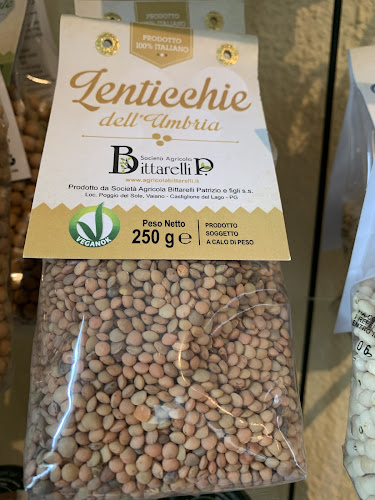 PRODOTTO
100% ITALIANO
Lenticchie
dell'Umbria
Società Agricola
Bittarelli P
www.agricolabittarelli.it
Prodotto da Società Agricola Bittarelli Patrizio e figli s.s.
Loc. Poggio del Sole, Vaiano - Castiglione del Lago - PG
VEGANOK
Peso Netto
250 g e
PRODOTTO
SOGGETTO
A CALO DI PESO